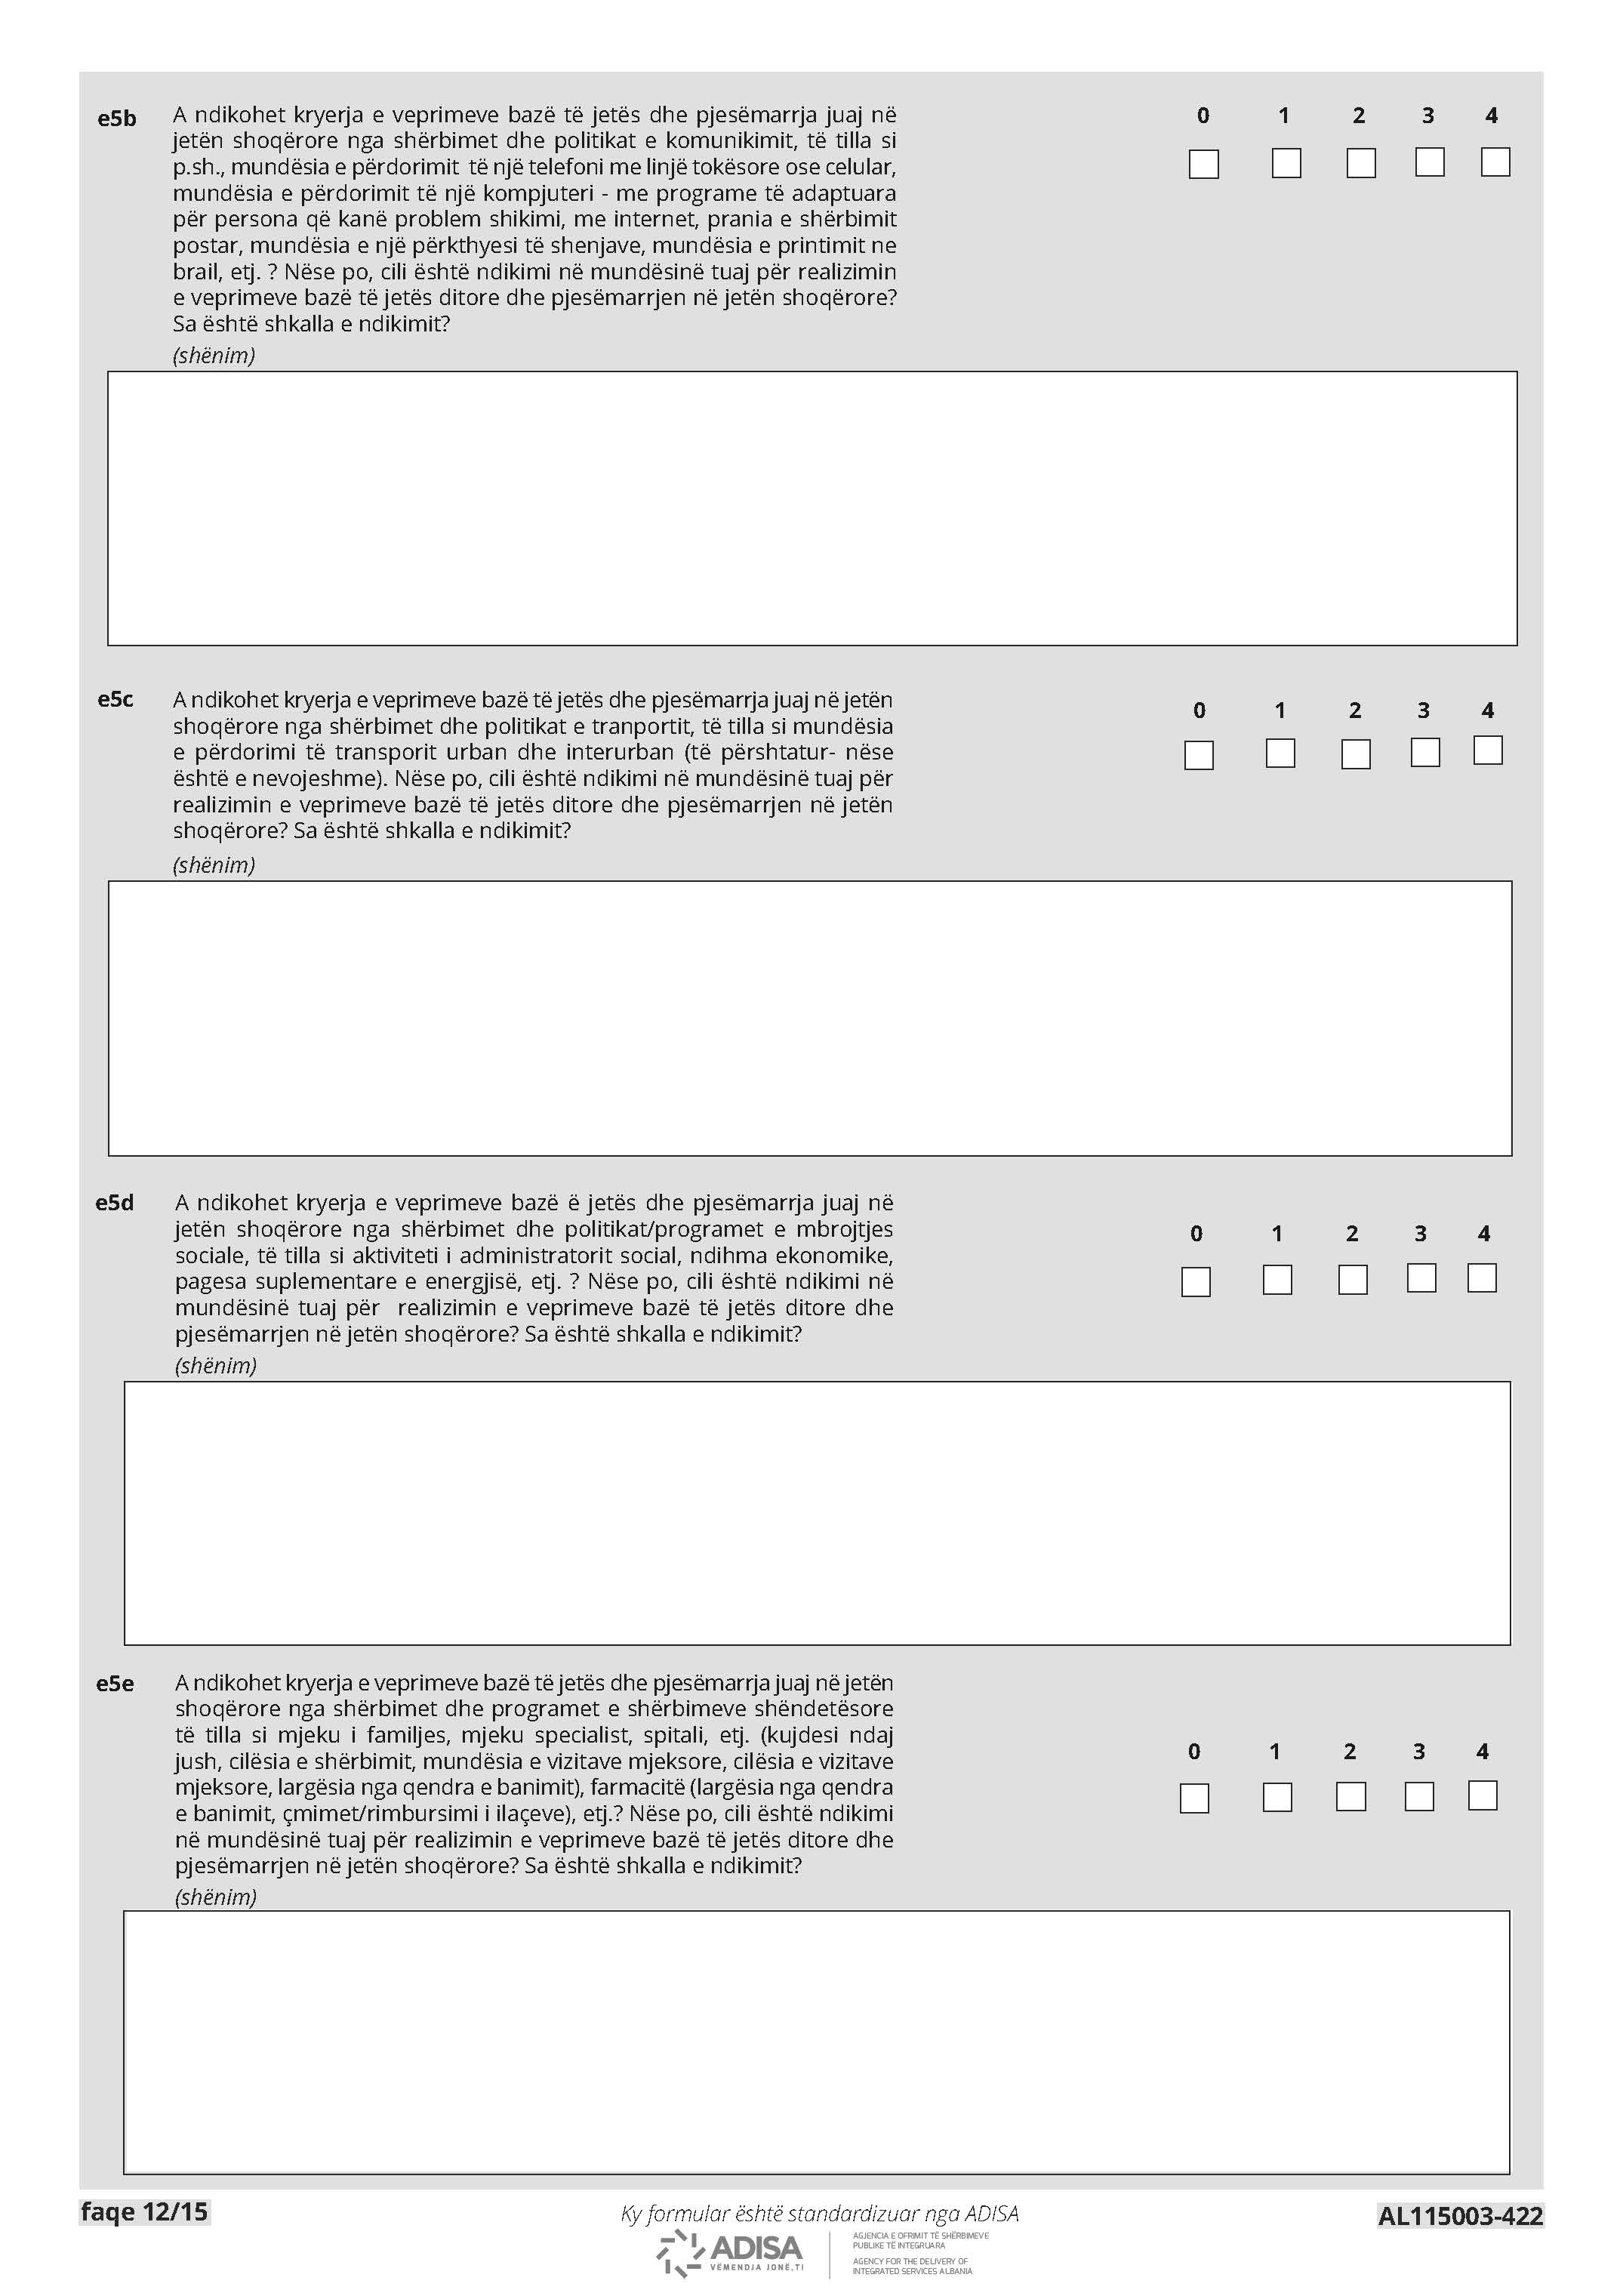 e5b A ndikohet kryerja e veprimeve bazë të jetës dhe pjesëmarrja juaj në
0 1 2 3 4
jetën shoqërore nga shërbimet dhe politikat e komunikimit, të tilla si
p.sh., mundësia e përdorimit të një telefoni me linjë tokësore ose celular,
mundësia e përdorimit të një kompjuteri - me programe të adaptuara
për persona që kanë problem shikimi, me internet, prania e shërbimit
postar, mundësia e një përkthyesi të shenjave, mundësia e printimit ne
brail, etj. ? Nëse po, cili është ndikimi në mundësinë tuaj për realizimin
e veprimeve bazë të jetës ditore dhe pjesëmarrjen në jetën shoqërore?
Sa është shkalla e ndikimit?
(shënim)
e5c A ndikohet kryerja e veprimeve bazë të jetës dhe pjesëmarrja juaj në jetën
0 1 2 3 4
shoqërore nga shërbimet dhe politikat e tranportit, të tilla si mundësia
e përdorimi të transporit urban dhe interurban (të përshtatur- nëse
është e nevojeshme). Nëse po, cili është ndikimi në mundësinë tuaj për
realizimin e veprimeve bazë të jetës ditore dhe pjesëmarrjen në jetën
shoqërore? Sa është shkalla e ndikimit?
(shënim)
e5d A ndikohet kryerja e veprimeve bazë ë jetës dhe pjesëmarrja juaj në
jetën shoqërore nga shërbimet dhe politikat/programet e mbrojtjes
0 1 2 3 4
sociale, të tilla si aktiviteti i administratorit social, ndihma ekonomike,
pagesa suplementare e energjisë, etj. ? Nëse po, cili është ndikimi në
mundësinë tuaj për realizimin e veprimeve bazë të jetës ditore dhe
pjesëmarrjen në jetën shoqërore? Sa është shkalla e ndikimit?
(shënim)
e5e A ndikohet kryerja e veprimeve bazë të jetës dhe pjesëmarrja juaj në jetën
shoqërore nga shërbimet dhe programet e shërbimeve shëndetësore
të tilla si mjeku i familjes, mjeku specialist, spitali, etj. (kujdesi ndaj
0 1 2 3 4
jush, cilësia e shërbimit, mundësia e vizitave mjeksore, cilësia e vizitave
mjeksore, largësia nga qendra e banimit), farmacitë (largësia nga qendra
e banimit, çmimet/rimbursimi i ilaçeve), etj.? Nëse po, cili është ndikimi
në mundësinë tuaj për realizimin e veprimeve bazë të jetës ditore dhe
pjesëmarrjen në jetën shoqërore? Sa është shkalla e ndikimit?
(shënim)
faqe 12/15
Ky formular është standardizuar nga ADISA
AL115003-422
ADISA
VËMENDJA JONË, TI
AGJENCIA E OFRIMIT TË SHËRBIMEVE
PUBLIKE TË INTEGRUARA
AGENCY FOR THE DELIVERY OF
INTEGRATED SERVICES ALBANIA